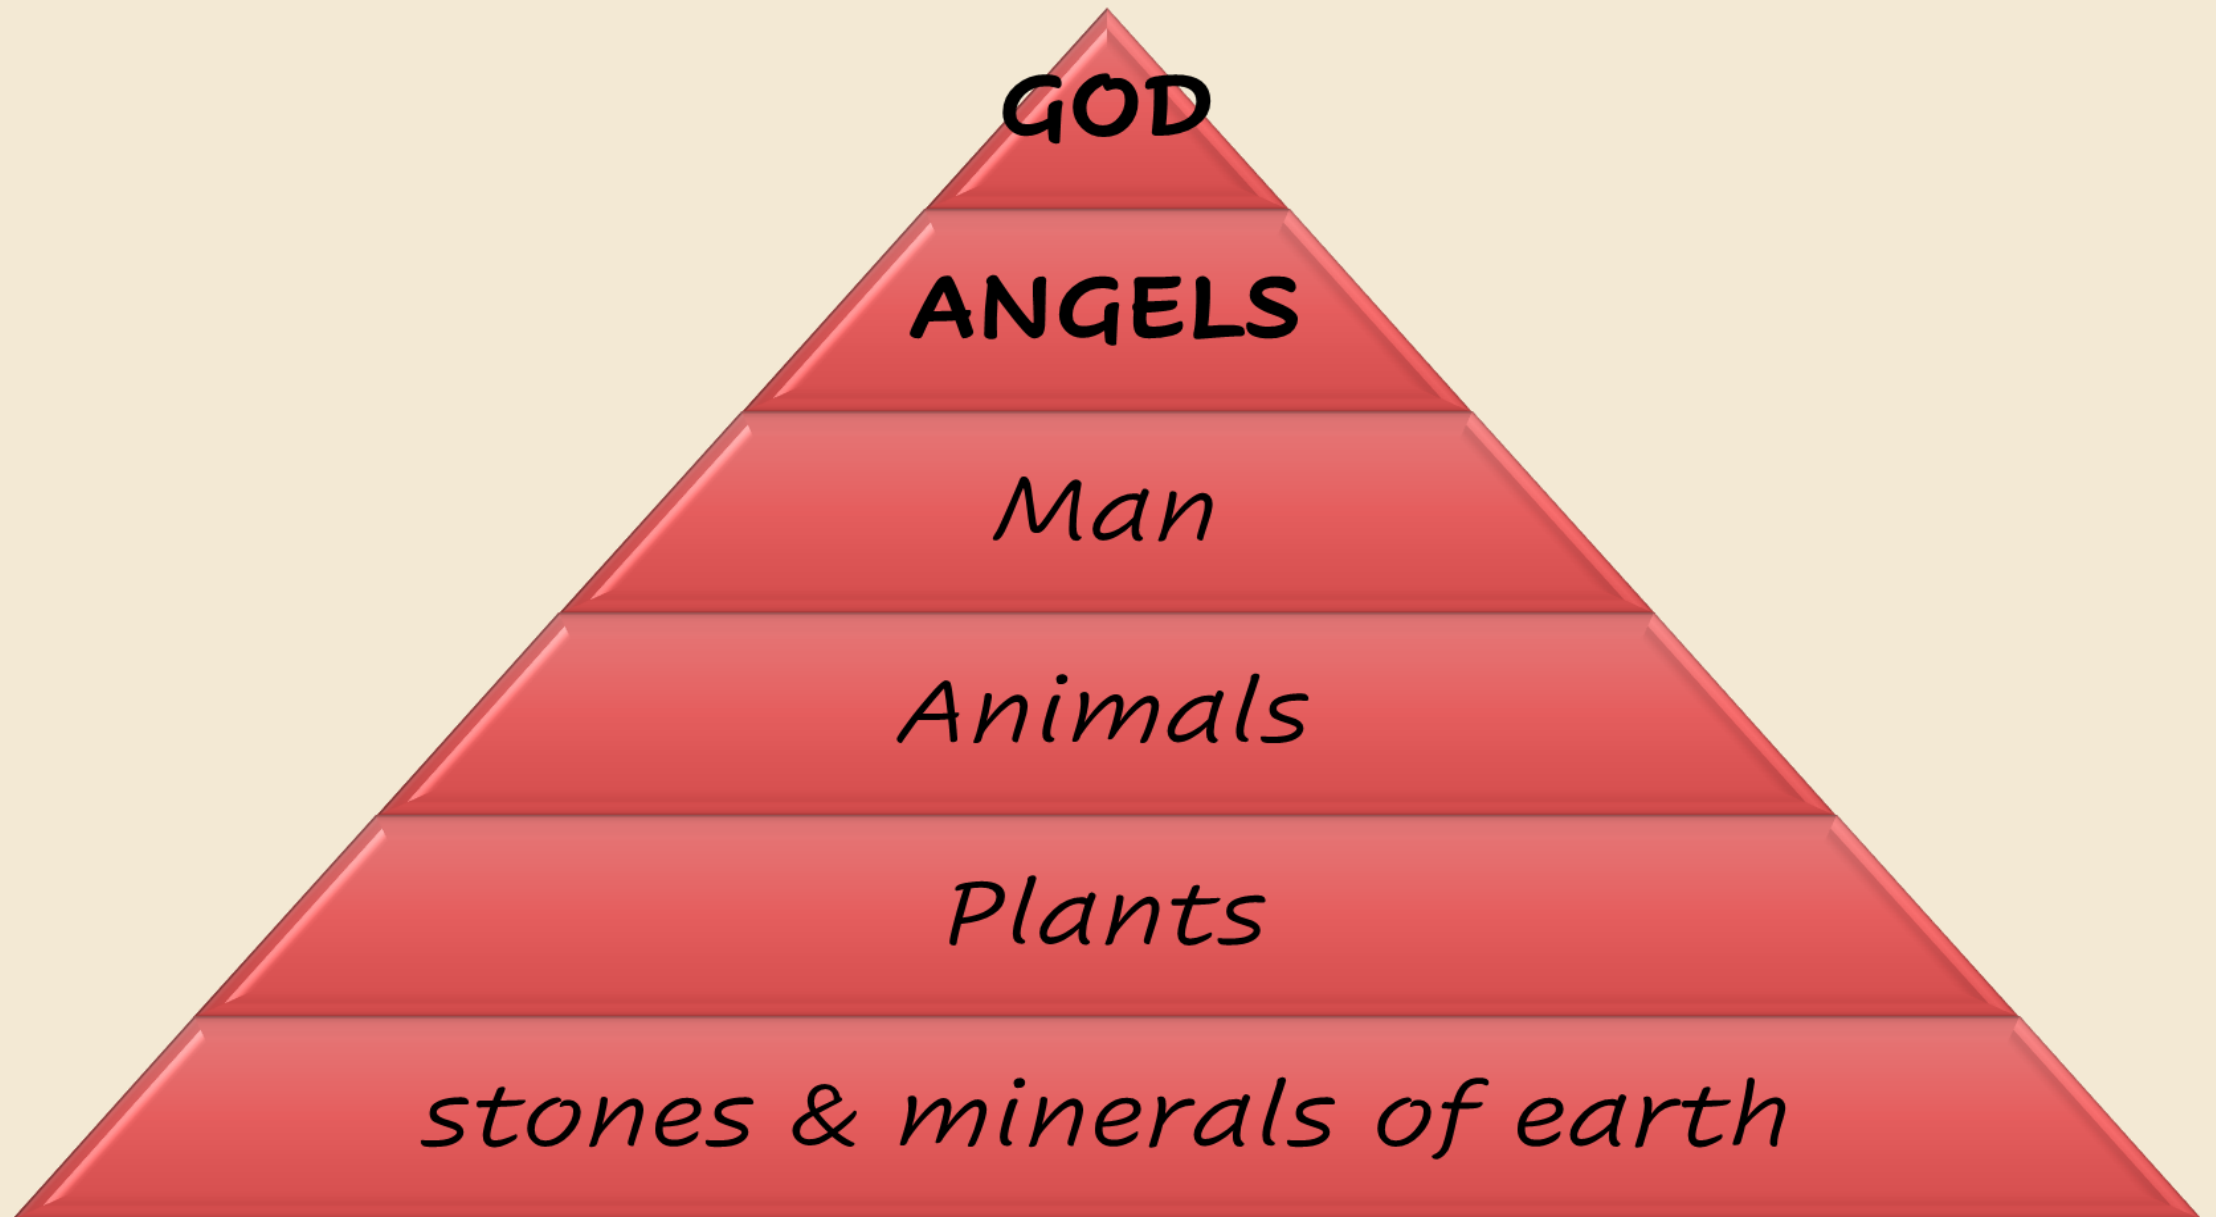 GOD
ANGELS
Man
Animals
Plants
stones & minerals of earth